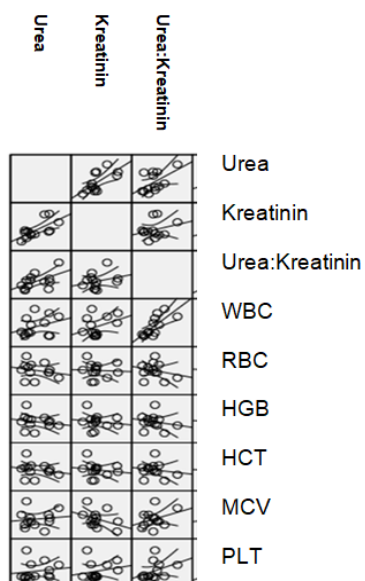 Urea
Kreatinin
Urea:Kreatinin
Urea
Kreatinin
Urea:Kreatinin
WBC
RBC
HGB
HCT
MCV
PLT